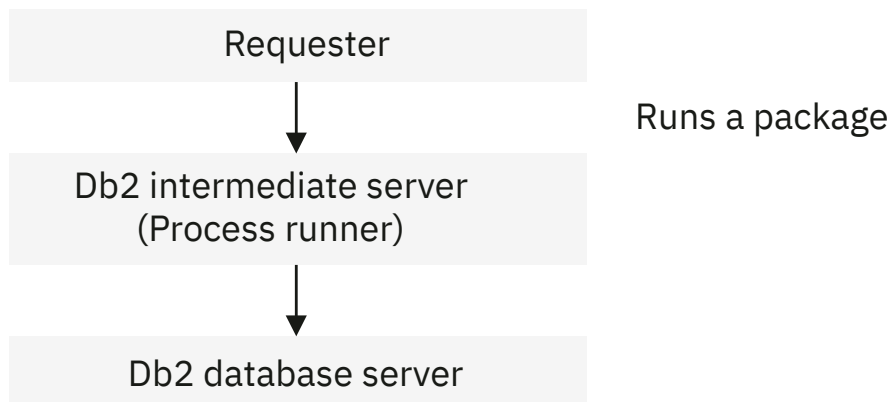 Requester
Runs a package
Db2 intermediate server
(Process runner)
Db2 database server